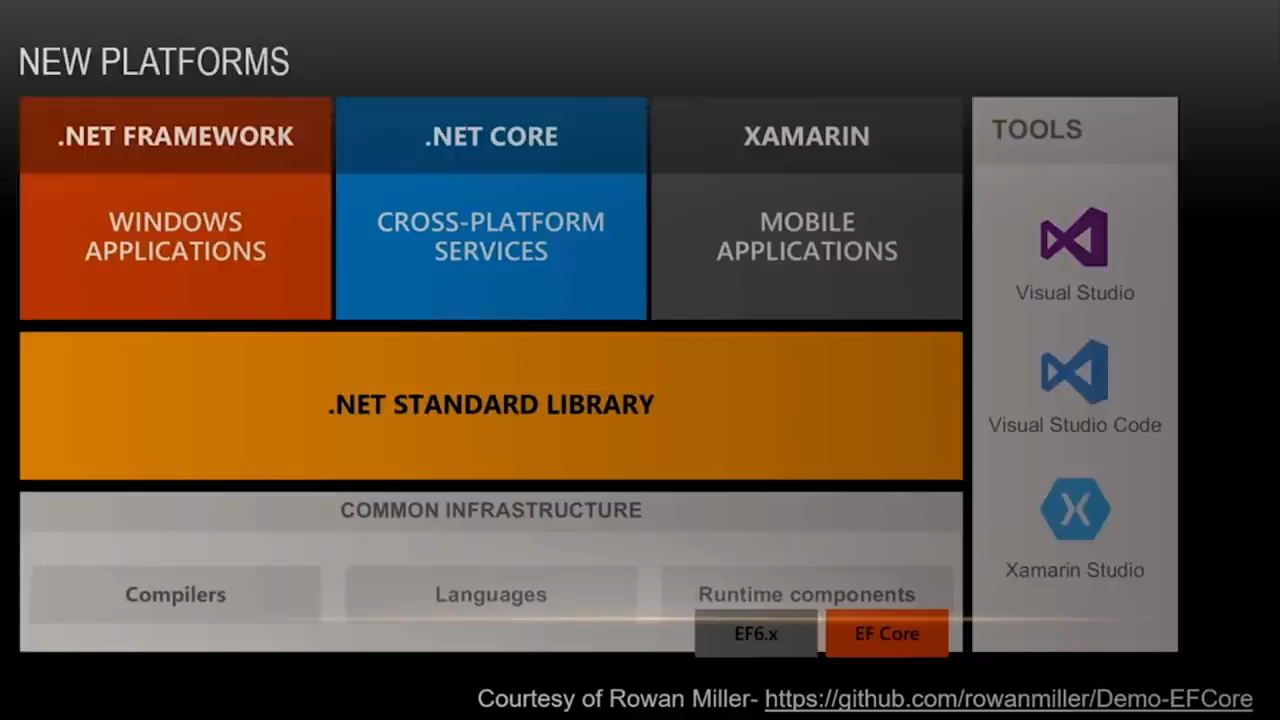 NEW PLATFORMS
.NET FRAMEWORK
WINDOWS
APPLICATIONS
.NET CORE
CROSS-PLATFORM
SERVICES
XAMARIN
MOBILE
APPLICATIONS
TOOLS
Visual Studio
Visual Studio Code
Xamarin Studio
.NET STANDARD LIBRARY
COMMON INFRASTRUCTURE
Compilers
Languages
Runtime components
EF6.x
EF Core
Courtesy of Rowan Miller- https://github.com/rowanmiller/Demo-EFCore